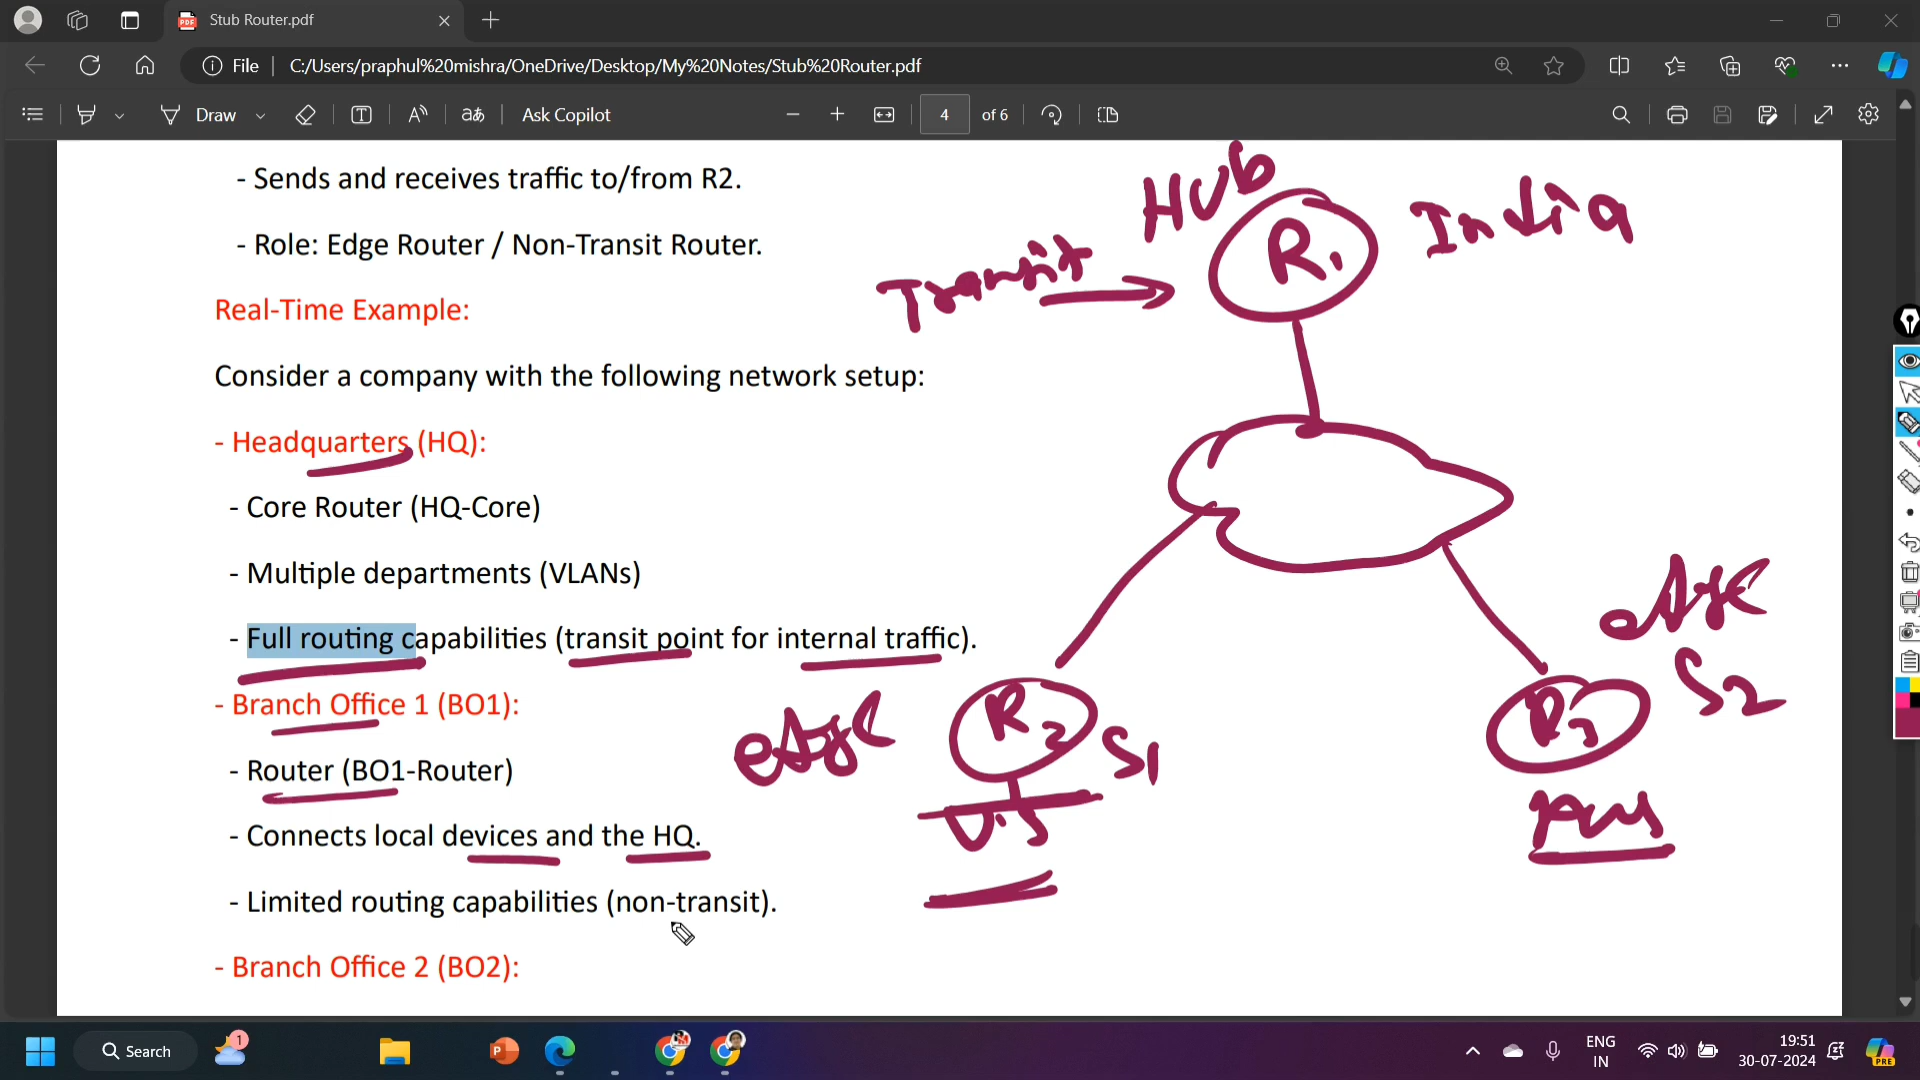 Stub Router.pdf
File
C:/Users/praphul%20mishra/OneDrive/Desktop/My%20Notes/Stub%20Router.pdf
Draw
Ask Copilot
4 of 6
- Sends and receives traffic to/from R2.
- Role: Edge Router / Non-Transit Router.
Real-Time Example:
Consider a company with the following network setup:
- Headquarters (HQ):
- Core Router (HQ-Core)
- Multiple departments (VLANs)
- Full routing capabilities (transit point for internal traffic).
- Branch Office 1 (BO1):
- Router (BO1-Router)
- Connects local devices and the HQ.
- Limited routing capabilities (non-transit).
- Branch Office 2 (BO2):
HUb
R1
India
Transit
edge
R2
S1
U.S
edge
S2
R3
Search
1
ENG
IN
19:51
30-07-2024
PRE